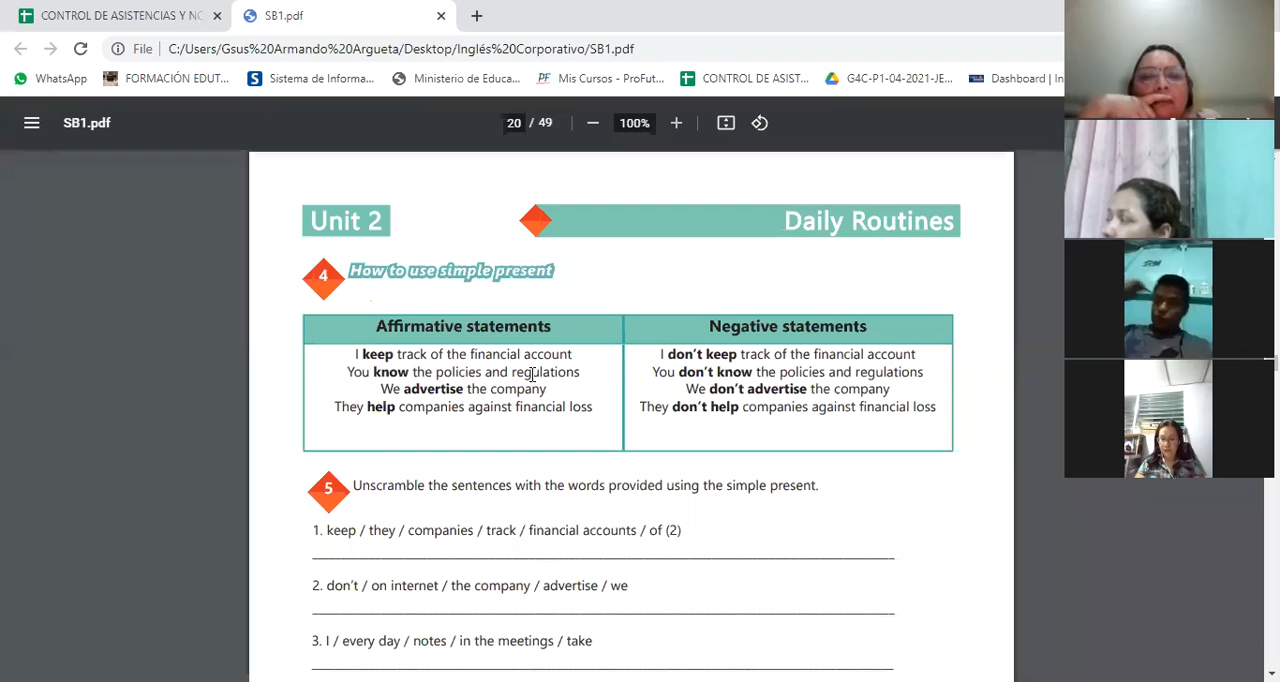 CONTROL DE ASISTENCIAS Y NO
SB1.pdf
File
C:/Users/Gsus%20Armando%20Argueta/Desktop/Inglés%20Corporativo/SB1.pdf
WhatsApp
FORMACIÓN EDUT...
Sistema de Informa...
Ministerio de Educa...
PF
Mis Cursos - ProFut...
CONTROL DE ASIST...
G4C-P1-04-2021-JE...
Dashboard | In
SB1.pdf
20 / 49
100%
Unit 2
Daily Routines
4 How to use simple present
Affirmative statements
I keep track of the financial account
You know the policies and regulations
We advertise the company
They help companies against financial loss
Negative statements
I don't keep track of the financial account
You don't know the policies and regulations
We don't advertise the company
They don't help companies against financial loss
5 Unscramble the sentences with the words provided using the simple present.
1. keep / they / companies / track / financial accounts / of (2)
2. don't / on internet / the company / advertise / we
3. I / every day / notes / in the meetings / take